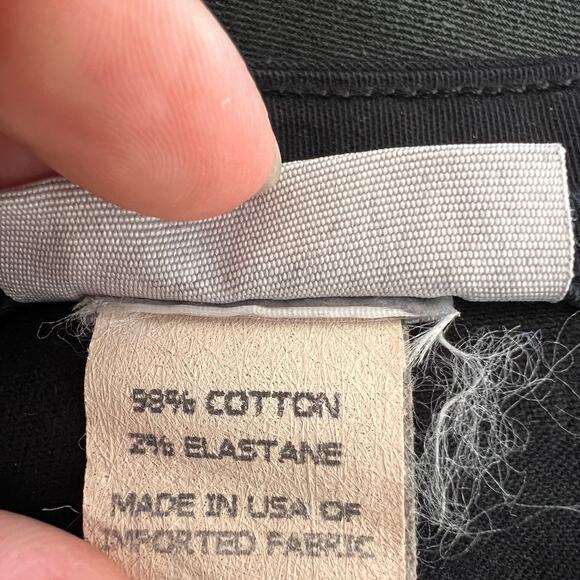 98% COTTON
2% ELASTANE
MADE IN USA OF
IMPORTED FABRIC